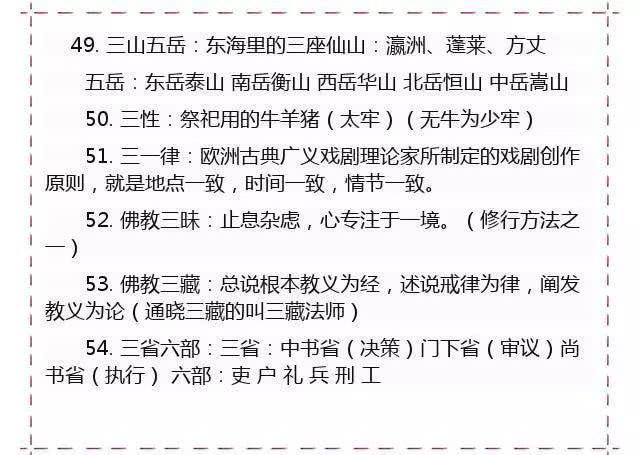 49. 三山五岳：东海里的三座仙山：瀛洲、蓬莱、方丈
五岳：东岳泰山 南岳衡山 西岳华山 北岳恒山 中岳嵩山
50. 三性：祭祀用的牛羊猪（太牢）（无牛为少牢）
51. 三一律：欧洲古典广义戏剧理论家所制定的戏剧创作
原则，就是地点一致，时间一致，情节一致。
52. 佛教三昧：止息杂虑，心专注于一境。（修行方法之
一）
53. 佛教三藏：总说根本教义为经，述说戒律为律，阐发
教义为论（通晓三藏的叫三藏法师）
54. 三省六部：三省：中书省（决策）门下省（审议）尚
书省（执行） 六部：吏 户 礼 兵 刑 工